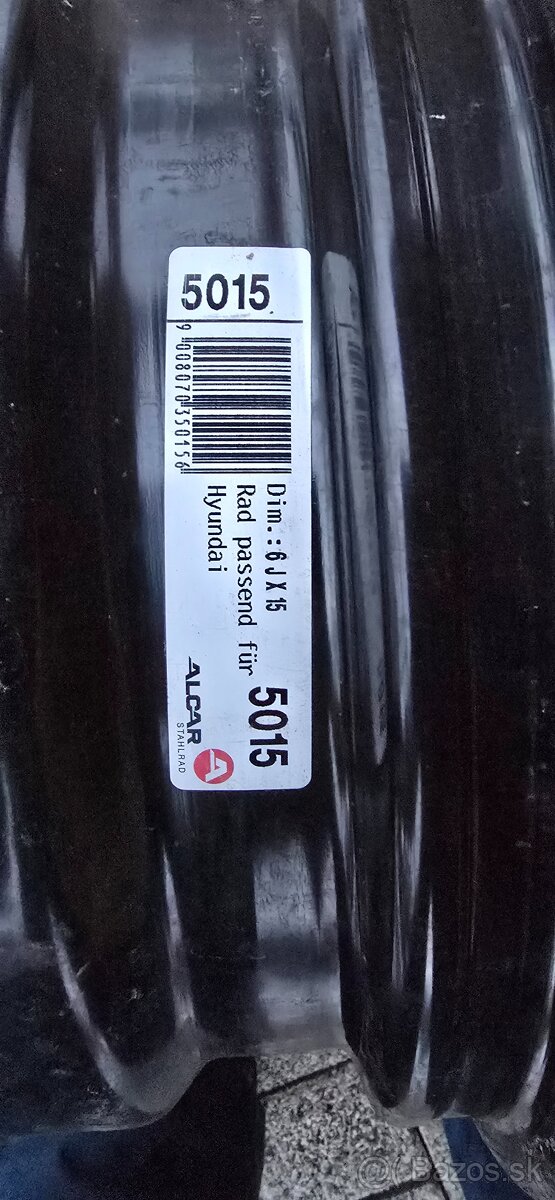 5015
9 008070 350156
Dim.:6 J X 15
Rad passend für
Hyundai
5015
ALCAR
STAHLRAD
Bazos.sk